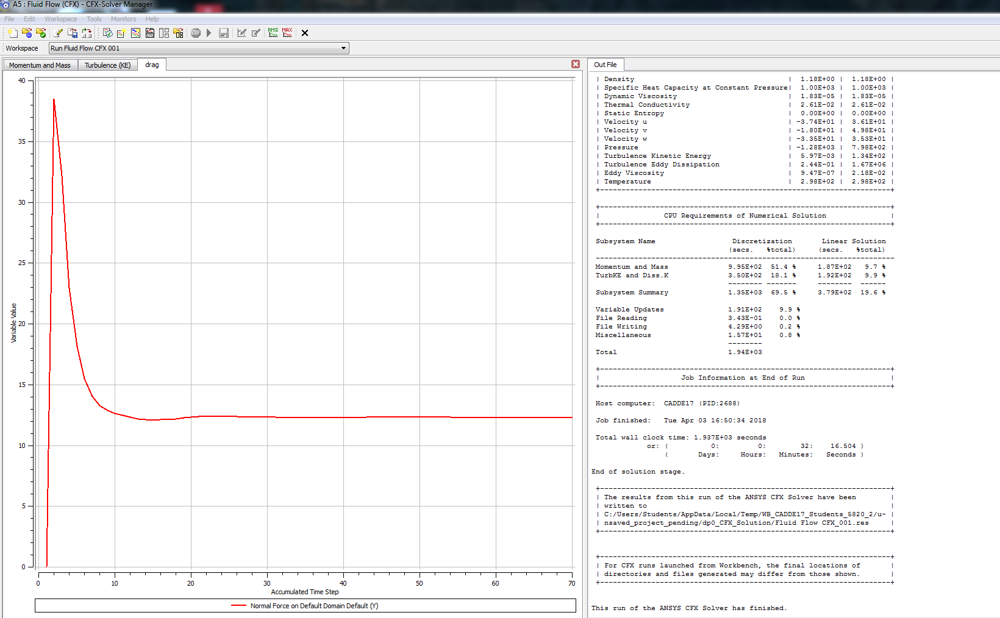 A5 : Fluid Flow (CFX) - CFX-Solver Manager
File Edit Workspace Tools Monitors Help
STOP RMS MAX
Workspace Run Fluid Flow CFX 001
Momentum and Mass Turbulence (KE) drag
40
35
30
25
20
15
10
5
0
Variable Value
0 10 20 30 40 50 60 70
Accumulated Time Step
Normal Force on Default Domain Default (Y)
Out File
| Density | 1.18E+00 | 1.18E+00 |
| Specific Heat Capacity at Constant Pressure| 1.00E+03 | 1.00E+03 |
| Dynamic Viscosity | 1.83E-05 | 1.83E-05 |
| Thermal Conductivity | 2.61E-02 | 2.61E-02 |
| Static Entropy | 0.00E+00 | 0.00E+00 |
| Velocity u | -3.74E+01 | 3.61E+01 |
| Velocity v | -1.80E+01 | 4.98E+01 |
| Velocity w | -3.35E+01 | 3.53E+01 |
| Pressure | -1.28E+03 | 7.98E+02 |
| Turbulence Kinetic Energy | 5.97E-03 | 1.34E+02 |
| Turbulence Eddy Dissipation | 2.44E-01 | 1.67E+06 |
| Eddy Viscosity | 9.47E-07 | 2.18E-02 |
| Temperature | 2.98E+02 | 2.98E+02 |
+--------------------------------------------------------------------+
+--------------------------------------------------------------------+
| CPU Requirements of Numerical Solution |
+--------------------------------------------------------------------+
Subsystem Name Discretization Linear Solution
(secs. %total) (secs. %total)
----------------------------------------------------------------------
Momentum and Mass 9.95E+02 51.4 % 1.87E+02 9.7 %
TurbKE and Diss.K 3.50E+02 18.1 % 1.92E+02 9.9 %
-------- ------- -------- ------
Subsystem Summary 1.35E+03 69.5 % 3.79E+02 19.6 %
Variable Updates 1.91E+02 9.9 %
File Reading 3.43E-01 0.0 %
File Writing 4.29E+00 0.2 %
Miscellaneous 1.57E+01 0.8 %
--------
Total 1.94E+03
+--------------------------------------------------------------------+
| Job Information at End of Run |
+--------------------------------------------------------------------+
Host computer: CADDE17 (PID:2688)
Job finished: Tue Apr 03 16:50:34 2018
Total wall clock time: 1.937E+03 seconds
or: ( 0: 0: 32: 16.504 )
( Days: Hours: Minutes: Seconds )
End of solution stage.
+--------------------------------------------------------------------+
| The results from this run of the ANSYS CFX Solver have been |
| written to |
| C:/Users/Students/AppData/Local/Temp/WB_CADDE17_Students_5820_2/u- |
| nsaved_project_pending/dp0_CFX_Solution/Fluid Flow CFX_001.res |
+--------------------------------------------------------------------+
+--------------------------------------------------------------------+
| For CFX runs launched from Workbench, the final locations of |
| directories and files generated may differ from those shown. |
+--------------------------------------------------------------------+
This run of the ANSYS CFX Solver has finished.